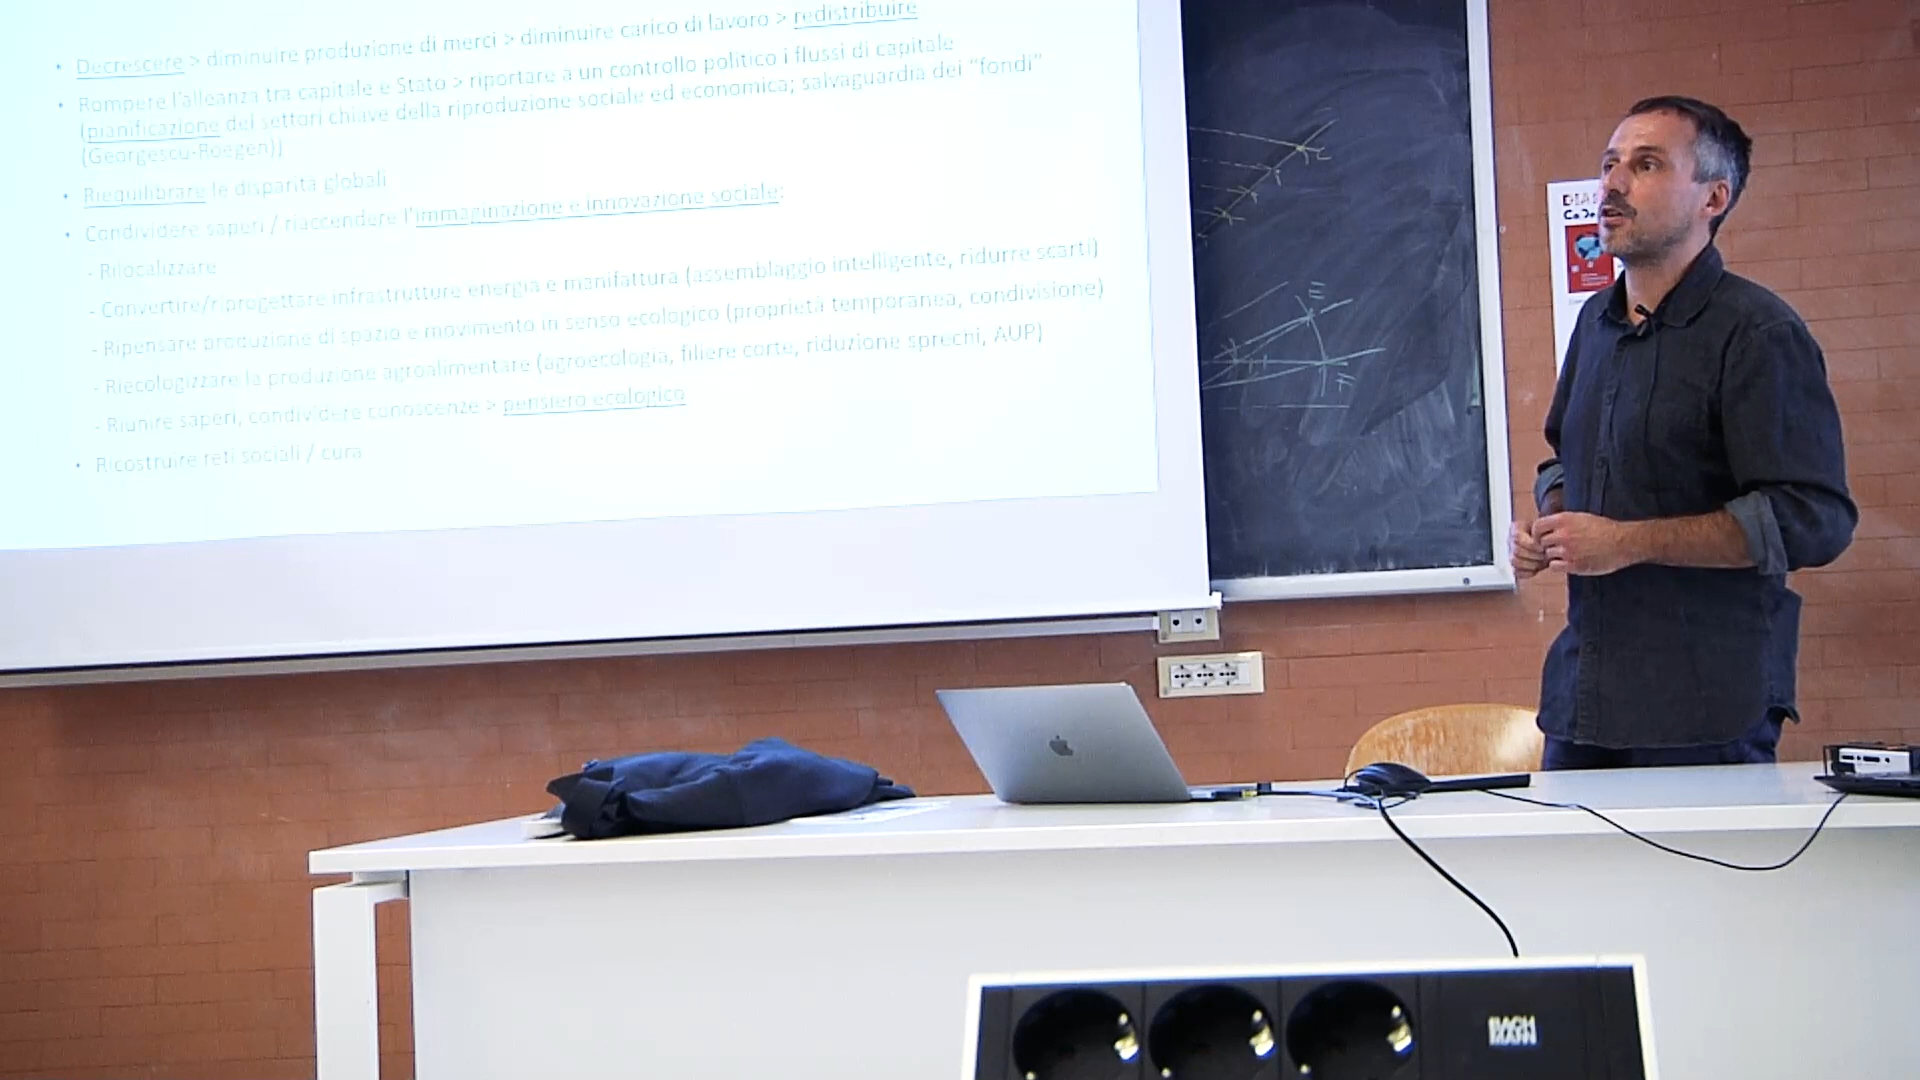 Decrescere > diminuire produzione di merci > diminuire carico di lavoro > redistribuire
Rompere l'alleanza tra capitale e Stato > riportare a un controllo politico i flussi di capitale
(pianificazione dei settori chiave della riproduzione sociale ed economica; salvaguardia dei "fondi"
(Georgescu-Roegen))
Riequilibrare le disparità globali
Condividere saperi / riaccendere l'immaginazione e innovazione sociale:
- Rilocalizzare
- Convertire/riprogettare infrastrutture energia e manifattura (assemblaggio intelligente, ridurre scarti)
- Ripensare produzione di spazio e movimento in senso ecologico (proprietà temporanea, condivisione)
- Riecologizzare la produzione agroalimentare (agroecologia, filiere corte, riduzione sprechi, AUP)
- Riunire saperi, condividere conoscenze > pensiero ecologico
Ricostruire reti sociali / cura
BACH
MANN